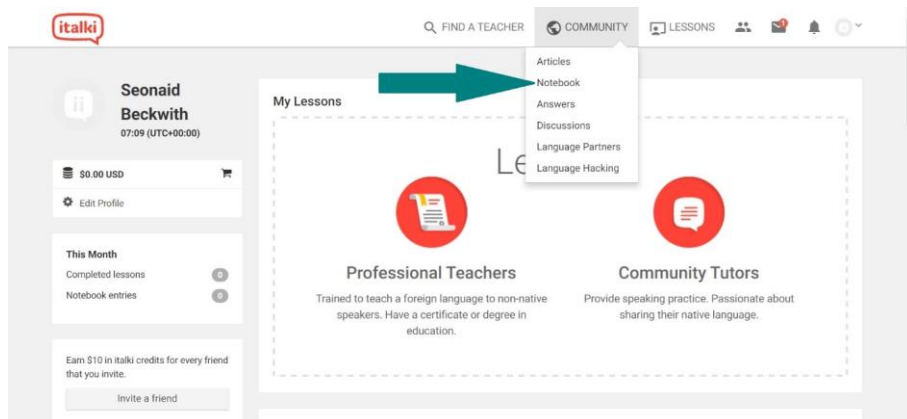 italki
FIND A TEACHER
COMMUNITY
LESSONS
Articles
Notebook
Answers
Discussions
Language Partners
Language Hacking
Seonaid
Beckwith
07:09 (UTC+00:00)
$0.00 USD
Edit Profile
This Month
Completed lessons 0
Notebook entries 0
Earn $10 in italki credits for every friend
that you invite.
Invite a friend
My Lessons
Le
Professional Teachers
Trained to teach a foreign language to non-native
speakers. Have a certificate or degree in
education.
Community Tutors
Provide speaking practice. Passionate about
sharing their native language.